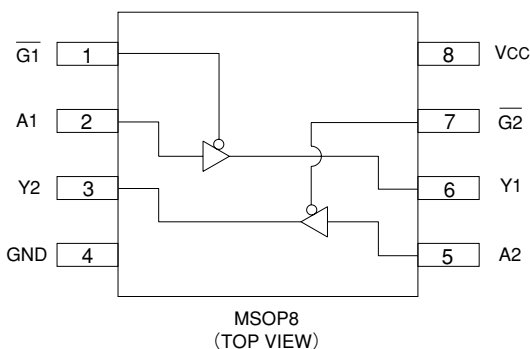 G1 1 8 VCC
A1 2 7 G2
Y2 3 6 Y1
GND 4 5 A2
MSOP8
(TOP VIEW)